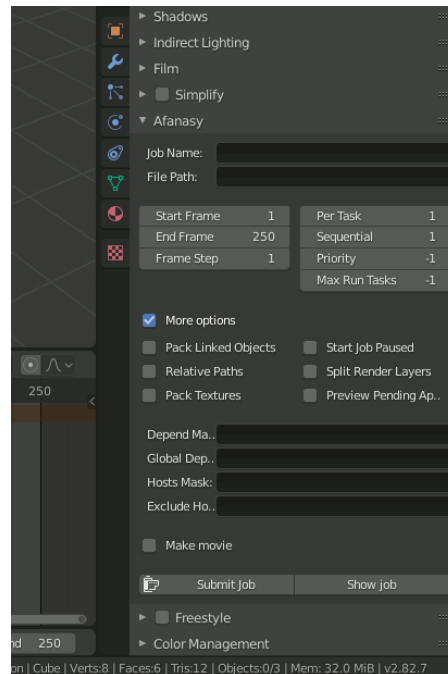 Shadows
Indirect Lighting
Film
Simplify
Afanasy
Job Name:
File Path:
Start Frame 1 Per Task 1
End Frame 250 Sequential 1
Frame Step 1 Priority -1
Max Run Tasks -1
More options
Pack Linked Objects Start Job Paused
Relative Paths Split Render Layers
250
Pack Textures Preview Pending Ap..
Depend Ma..
Global Dep..
Hosts Mask:
Exclude Ho..
Make movie
Submit Job Show job
Freestyle
nd 250
Color Management
on | Cube | Verts:8 | Faces:6 | Tris:12 | Objects:0/3 | Mem: 32.0 MiB | v2.82.7